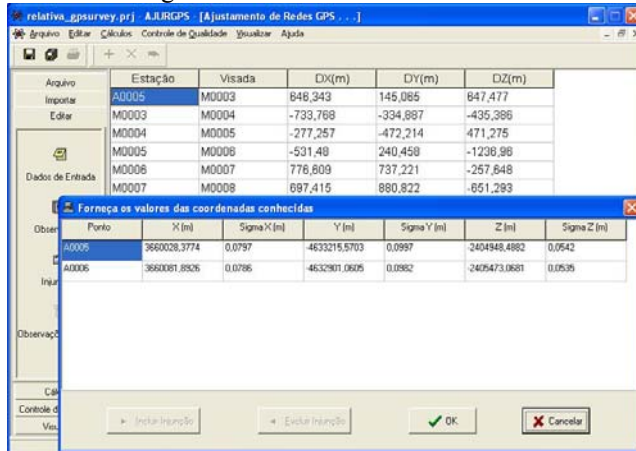 relativa_gpsurvey.prj - AJURGPS - [Ajustamento de Redes GPS . . .]
Arquivo Editar Cálculos Controle de Qualidade Visualizar Ajuda
Arquivo
Importar
Editar
Dados de Entrada
Estação Visada DX(m) DY(m) DZ(m)
A0005 M0003 646,343 145,065 647,477
M0003 M0004 -733,768 -334,887 -435,386
M0004 M0005 -277,257 -472,214 471,275
M0005 M0006 -531,48 240,458 -1236,98
M0006 M0007 776,609 737,221 -257,648
M0007 M0008 697,415 880,822 -651,293
Forneça os valores das coordenadas conhecidas
Ponto X (m) Sigma X (m) Y (m) Sigma Y (m) Z (m) Sigma Z (m)
A0005 3660028,3774 0,0797 -4633215,5703 0,0997 -2404948,4882 0,0542
A0006 3660081,8926 0,0786 -4632901,0605 0,0982 -2405473,0681 0,0535
Obser
Injur
Observaçõ
Cál
Controle d
Visu
Incluir Injunção Excluir Injunção OK Cancelar